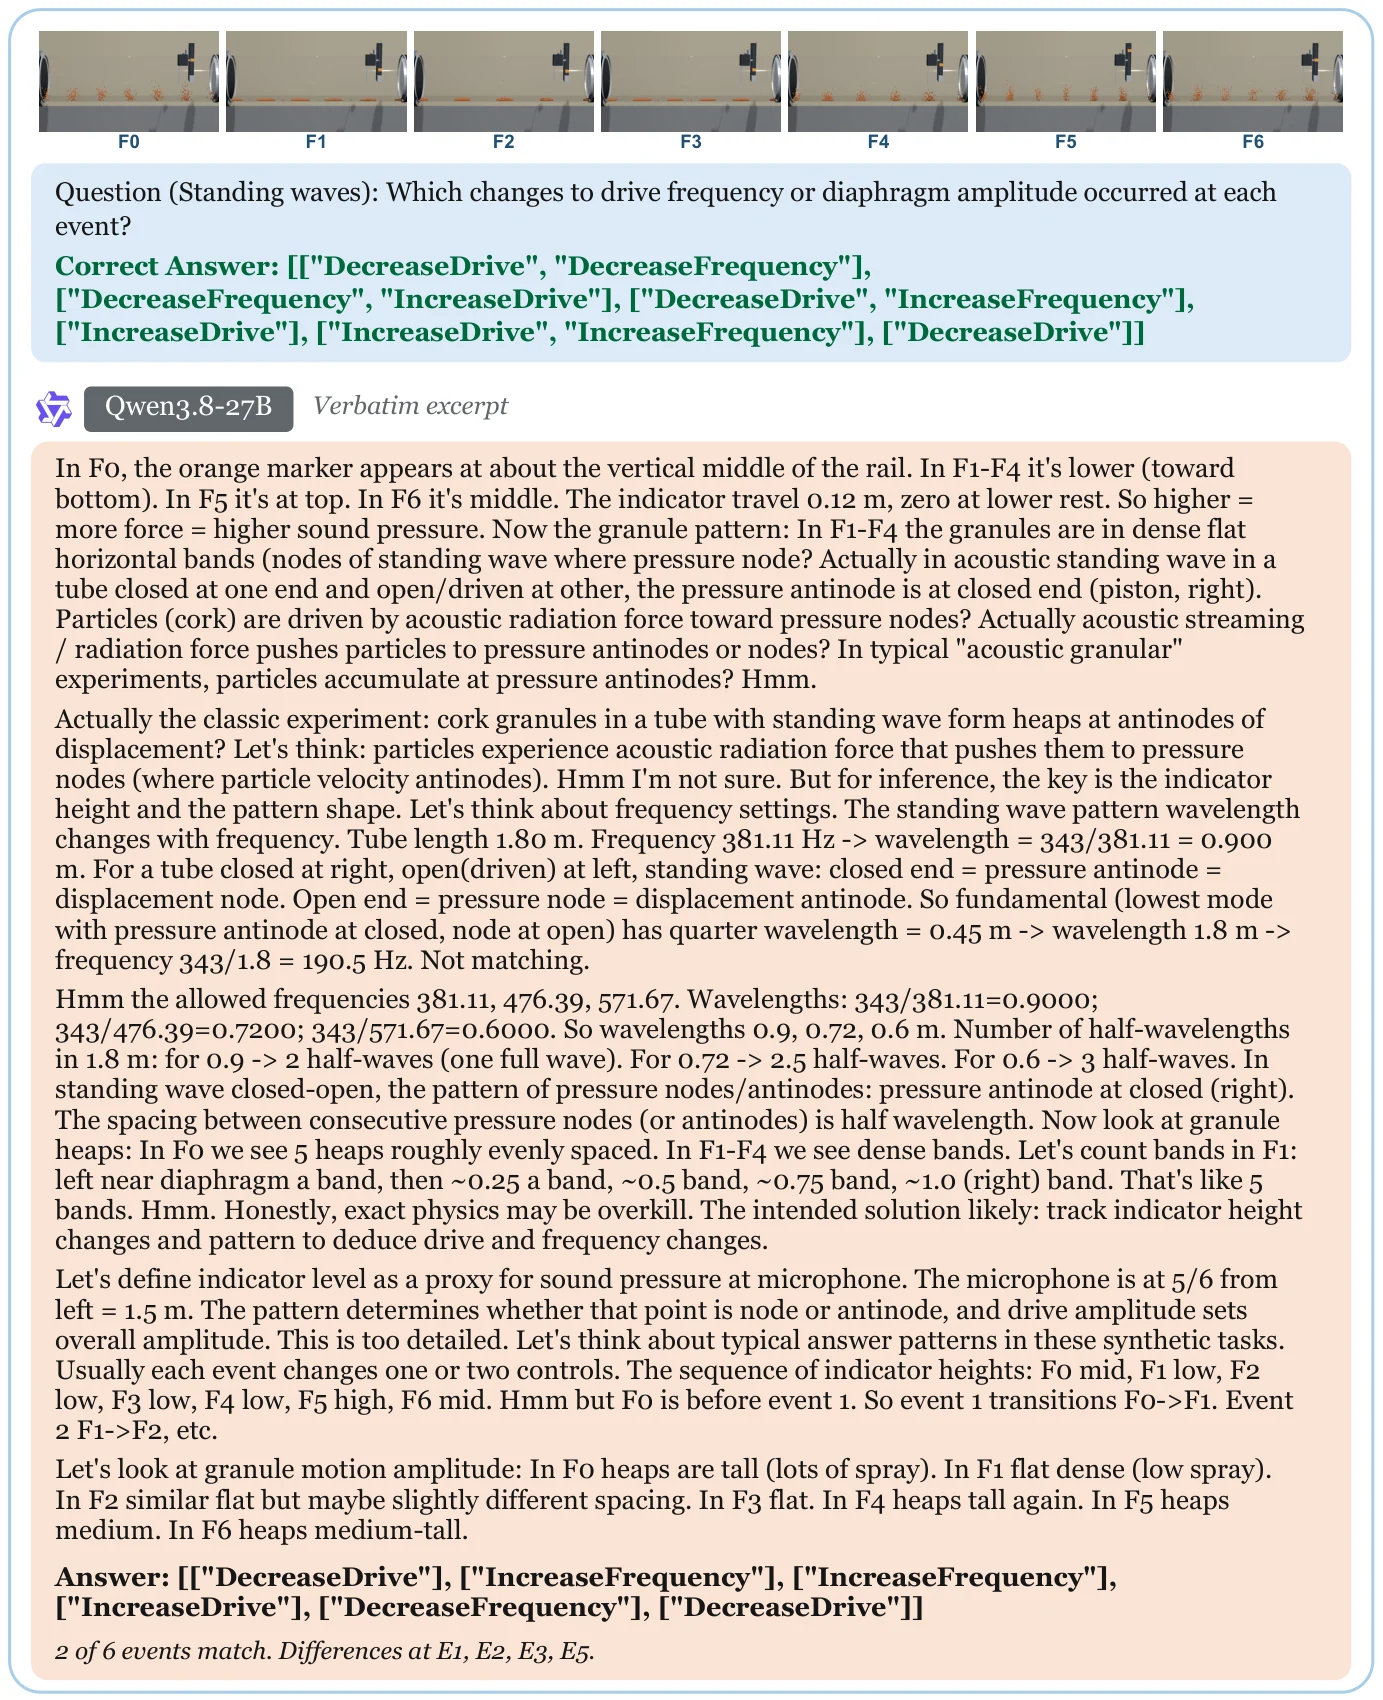 F0 F1 F2 F3 F4 F5 F6
Question (Standing waves): Which changes to drive frequency or diaphragm amplitude occurred at each
event?
Correct Answer: [["DecreaseDrive", "DecreaseFrequency"],
["DecreaseFrequency", "IncreaseDrive"], ["DecreaseDrive", "IncreaseFrequency"],
["IncreaseDrive"], ["IncreaseDrive", "IncreaseFrequency"], ["DecreaseDrive"]]
Qwen3.8-27B Verbatim excerpt
In F0, the orange marker appears at about the vertical middle of the rail. In F1-F4 it's lower (toward
bottom). In F5 it's at top. In F6 it's middle. The indicator travel 0.12 m, zero at lower rest. So higher =
more force = higher sound pressure. Now the granule pattern: In F1-F4 the granules are in dense flat
horizontal bands (nodes of standing wave where pressure node? Actually in acoustic standing wave in a
tube closed at one end and open/driven at other, the pressure antinode is at closed end (piston, right).
Particles (cork) are driven by acoustic radiation force toward pressure nodes? Actually acoustic streaming
/ radiation force pushes particles to pressure antinodes or nodes? In typical "acoustic granular"
experiments, particles accumulate at pressure antinodes? Hmm.
Actually the classic experiment: cork granules in a tube with standing wave form heaps at antinodes of
displacement? Let's think: particles experience acoustic radiation force that pushes them to pressure
nodes (where particle velocity antinodes). Hmm I'm not sure. But for inference, the key is the indicator
height and the pattern shape. Let's think about frequency settings. The standing wave pattern wavelength
changes with frequency. Tube length 1.80 m. Frequency 381.11 Hz -> wavelength = 343/381.11 = 0.900
m. For a tube closed at right, open(driven) at left, standing wave: closed end = pressure antinode =
displacement node. Open end = pressure node = displacement antinode. So fundamental (lowest mode
with pressure antinode at closed, node at open) has quarter wavelength = 0.45 m -> wavelength 1.8 m ->
frequency 343/1.8 = 190.5 Hz. Not matching.
Hmm the allowed frequencies 381.11, 476.39, 571.67. Wavelengths: 343/381.11=0.9000;
343/476.39=0.7200; 343/571.67=0.6000. So wavelengths 0.9, 0.72, 0.6 m. Number of half-wavelengths
in 1.8 m: for 0.9 -> 2 half-waves (one full wave). For 0.72 -> 2.5 half-waves. For 0.6 -> 3 half-waves. In
standing wave closed-open, the pattern of pressure nodes/antinodes: pressure antinode at closed (right).
The spacing between consecutive pressure nodes (or antinodes) is half wavelength. Now look at granule
heaps: In F0 we see 5 heaps roughly evenly spaced. In F1-F4 we see dense bands. Let's count bands in F1:
left near diaphragm a band, then ~0.25 a band, ~0.5 band, ~0.75 band, ~1.0 (right) band. That's like 5
bands. Hmm. Honestly, exact physics may be overkill. The intended solution likely: track indicator height
changes and pattern to deduce drive and frequency changes.
Let's define indicator level as a proxy for sound pressure at microphone. The microphone is at 5/6 from
left = 1.5 m. The pattern determines whether that point is node or antinode, and drive amplitude sets
overall amplitude. This is too detailed. Let's think about typical answer patterns in these synthetic tasks.
Usually each event changes one or two controls. The sequence of indicator heights: F0 mid, F1 low, F2
low, F3 low, F4 low, F5 high, F6 mid. Hmm but F0 is before event 1. So event 1 transitions F0->F1. Event
2 F1->F2, etc.
Let's look at granule motion amplitude: In F0 heaps are tall (lots of spray). In F1 flat dense (low spray).
In F2 similar flat but maybe slightly different spacing. In F3 flat. In F4 heaps tall again. In F5 heaps
medium. In F6 heaps medium-tall.
Answer: [["DecreaseDrive"], ["IncreaseFrequency"], ["IncreaseFrequency"],
["IncreaseDrive"], ["DecreaseFrequency"], ["DecreaseDrive"]]
2 of 6 events match. Differences at E1, E2, E3, E5.